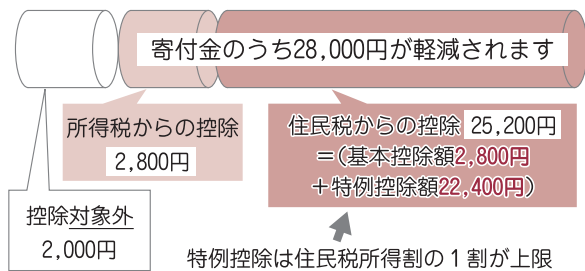 寄付金のうち28,000円が軽減されます
所得税からの控除
2,800円
住民税からの控除 25,200円
＝（基本控除額2,800円
＋特例控除額22,400円）
控除対象外
2,000円
特例控除は住民税所得割の1割が上限